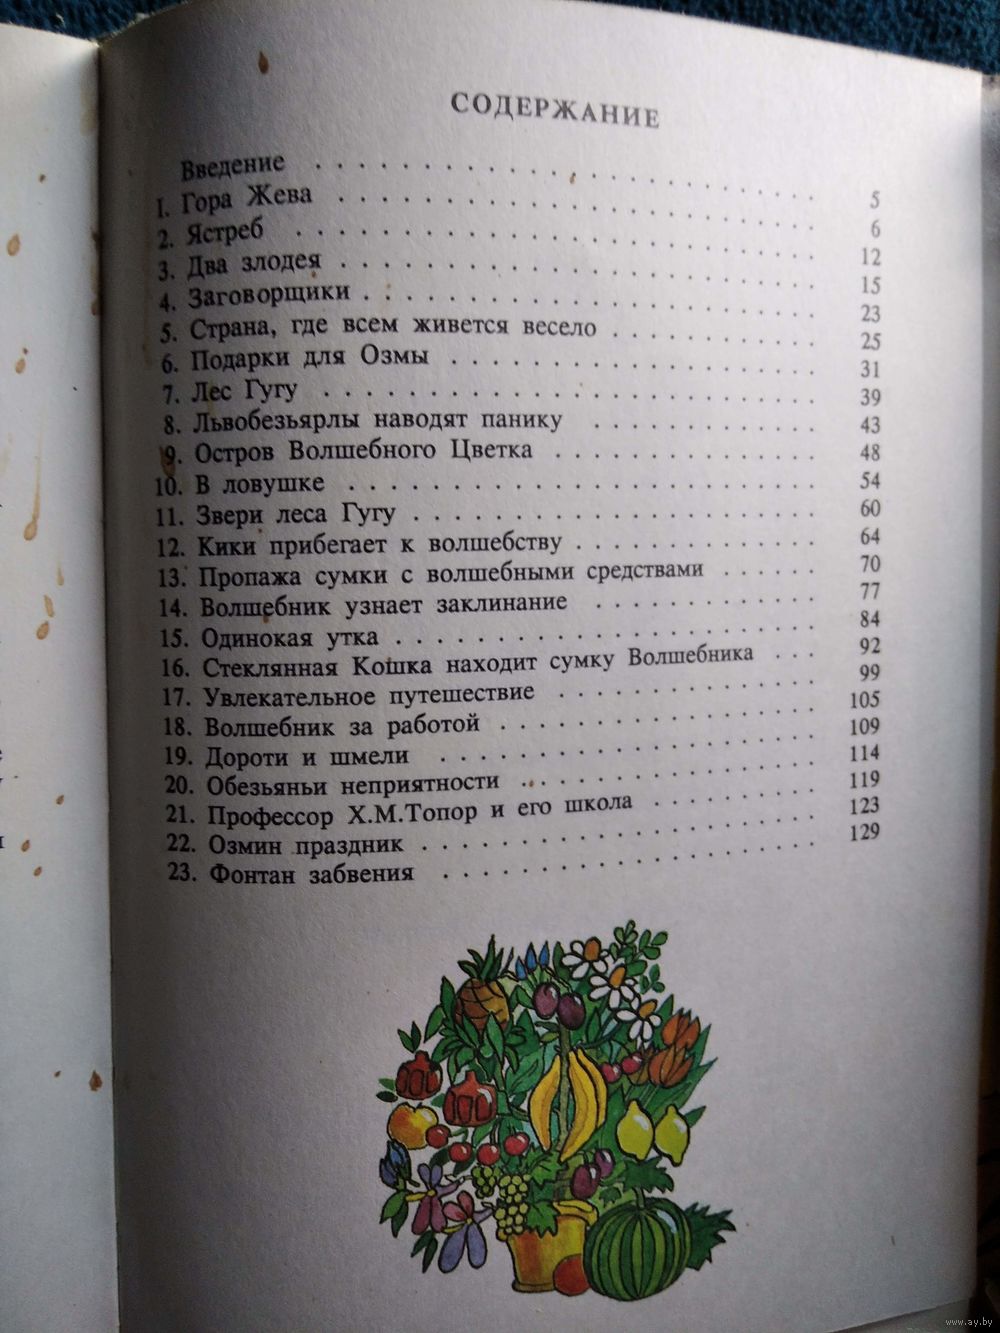 СОДЕРЖАНИЕ
Введение . . . . . . . . . . . . . . . . . . . 5
1. Гора Жева . . . . . . . . . . . . . . . . . . 6
2. Ястреб . . . . . . . . . . . . . . . . . . . . 12
3. Два злодея . . . . . . . . . . . . . . . . . . 15
4. Заговорщики . . . . . . . . . . . . . . . . . 23
5. Страна, где всем живется весело . . . . . . . . 25
6. Подарки для Озмы . . . . . . . . . . . . . . 31
7. Лес Гугу . . . . . . . . . . . . . . . . . . . 39
8. Львобезьярлы наводят панику . . . . . . . . . 43
9. Остров Волшебного Цветка . . . . . . . . . . 48
10. В ловушке . . . . . . . . . . . . . . . . . . 54
11. Звери леса Гугу . . . . . . . . . . . . . . . . 60
12. Кики прибегает к волшебству . . . . . . . . . . 64
13. Пропажа сумки с волшебными средствами . . . . 70
14. Волшебник узнает заклинание . . . . . . . . . 77
15. Одинокая утка . . . . . . . . . . . . . . . . 84
16. Стеклянная Кошка находит сумку Волшебника . . . 92
17. Увлекательное путешествие . . . . . . . . . . 99
18. Волшебник за работой . . . . . . . . . . . . 105
19. Дороти и шмели . . . . . . . . . . . . . . . 109
20. Обезьяньи неприятности . . . . . . . . . . . . 114
21. Профессор Х.М.Топор и его школа . . . . . . . 119
22. Озмин праздник . . . . . . . . . . . . . . . 123
23. Фонтан забвения . . . . . . . . . . . . . . . 129
www.ay.by